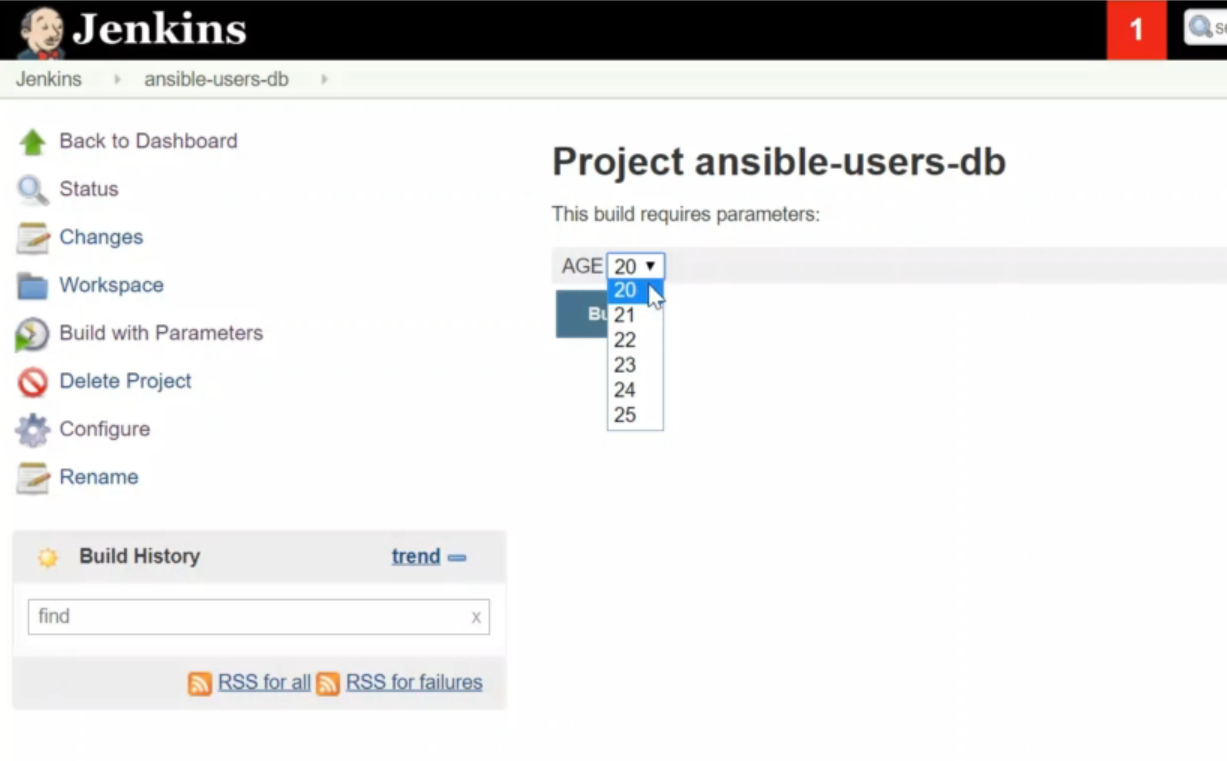 Jenkins
1
Jenkins
ansible-users-db
Back to Dashboard
Status
Changes
Workspace
Build with Parameters
Delete Project
Configure
Rename
Build History
trend
find
x
RSS for all
RSS for failures
Project ansible-users-db
This build requires parameters:
AGE 20
20
21
22
23
24
25